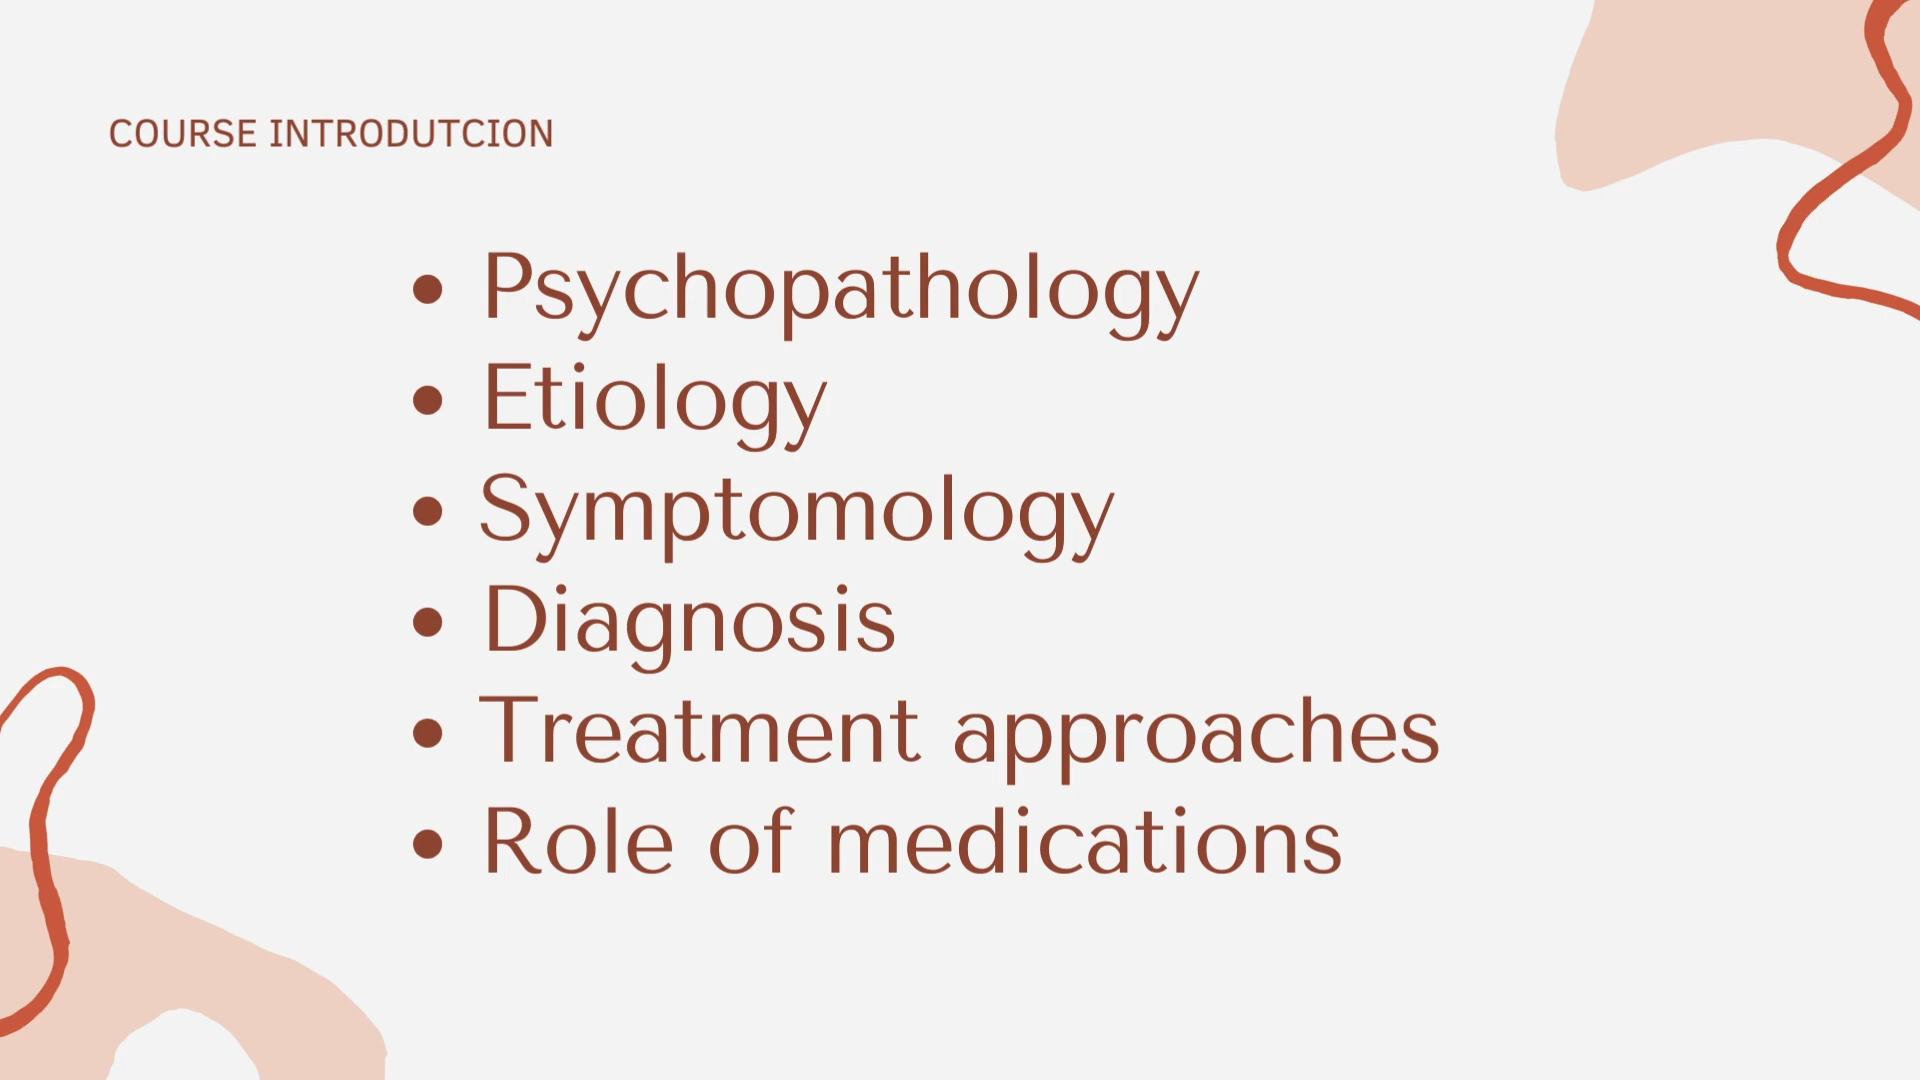 COURSE INTRODUTCION
• Psychopathology
• Etiology
• Symptomology
• Diagnosis
• Treatment approaches
• Role of medications